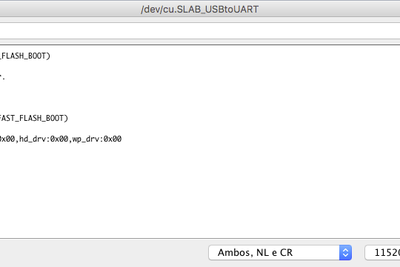 /dev/cu.SLAB_USBtoUART
_FLASH_BOOT)
r.
FAST_FLASH_BOOT)
0x00,hd_drv:0x00,wp_drv:0x00
Ambos, NL e CR
11520